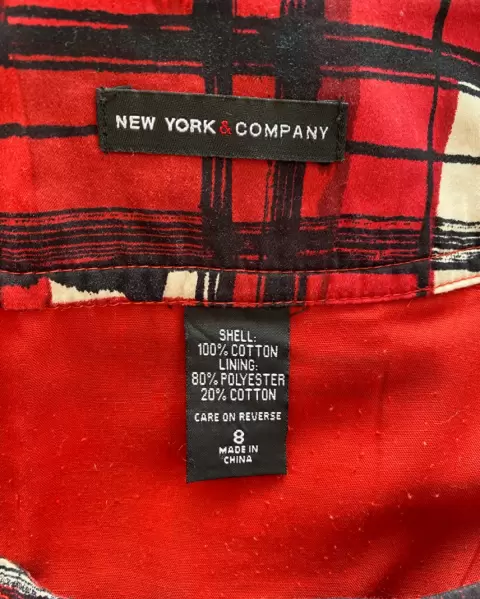 NEW YORK & COMPANY
SHELL:
100% COTTON
LINING:
80% POLYESTER
20% COTTON
CARE ON REVERSE
8
MADE IN
CHINA